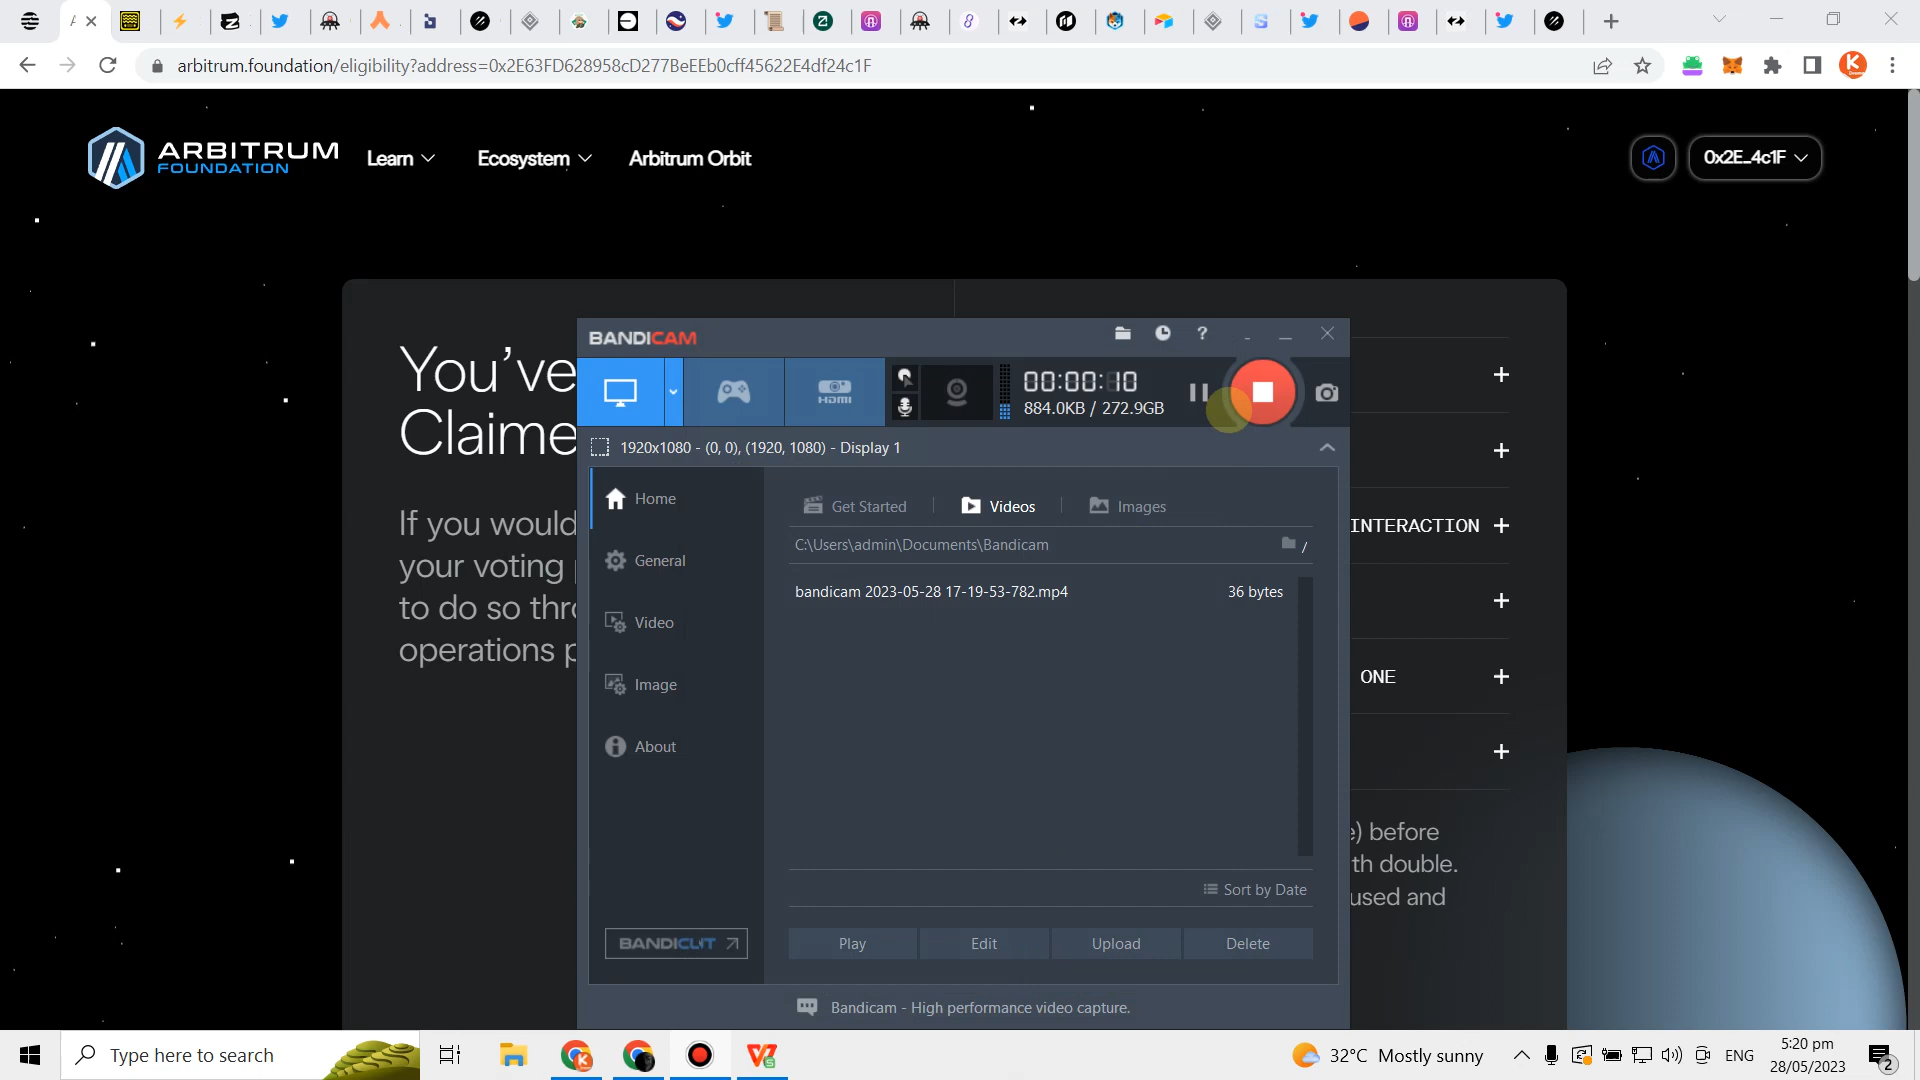 arbitrum.foundation/eligibility?address=0x2E63FD628958cD277BeEEb0cff45622E4df24c1F
ARBITRUM
FOUNDATION
Learn
Ecosystem
Arbitrum Orbit
0x2E...4c1F
You've
Claime
If you would
your voting
to do so thr
operations p
INTERACTION
ONE
e) before
th double.
used and
BANDICAM
HDMI
00:00:10
884.0KB / 272.9GB
1920x1080 - (0, 0), (1920, 1080) - Display 1
Home
General
Video
Image
About
BANDICUT
Get Started
Videos
Images
C:\Users\admin\Documents\Bandicam
bandicam 2023-05-28 17-19-53-782.mp4
36 bytes
Sort by Date
Play
Edit
Upload
Delete
Bandicam - High performance video capture.
Type here to search
32°C Mostly sunny
ENG
5:20 pm
28/05/2023
2